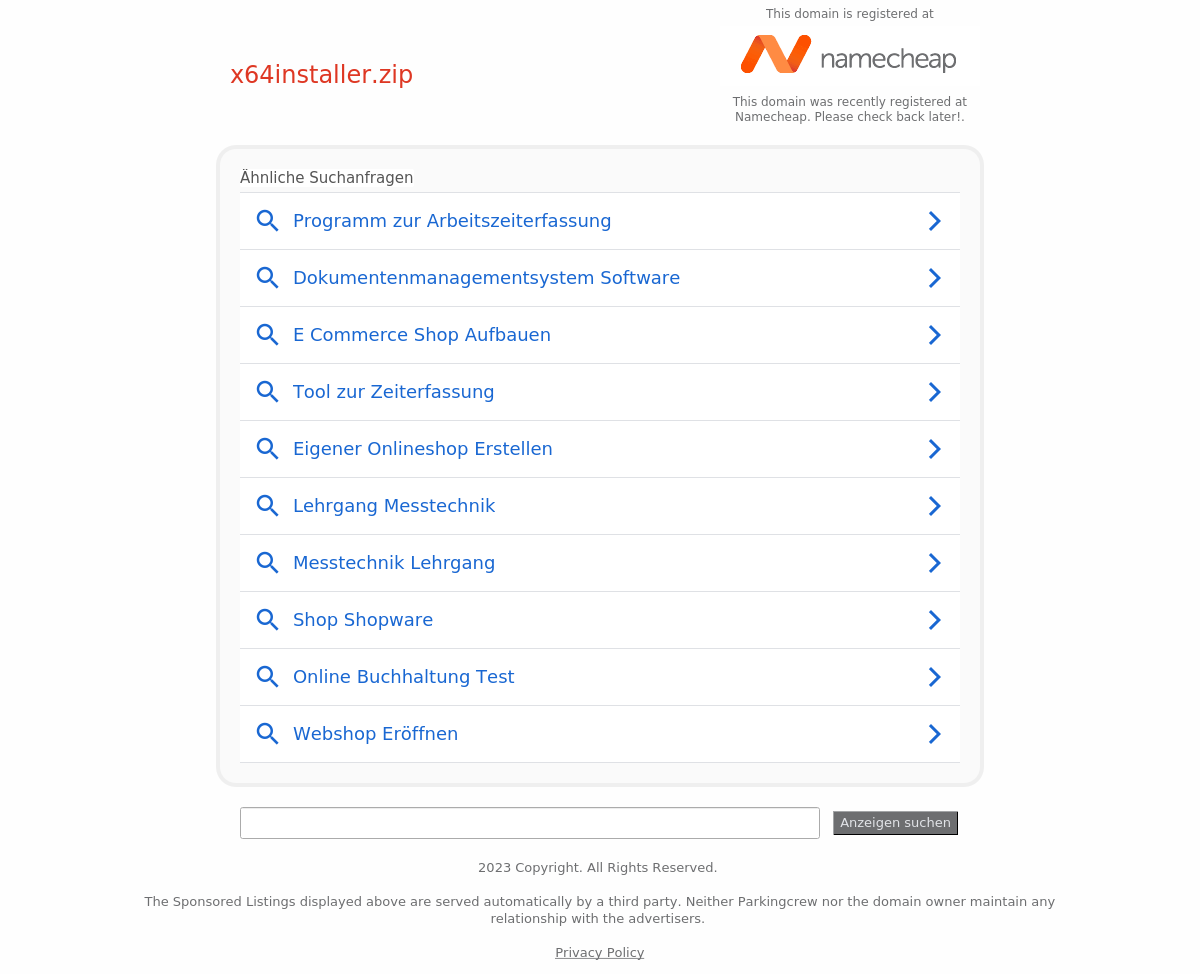 This domain is registered at
namecheap
x64installer.zip
This domain was recently registered at
Namecheap. Please check back later!.
Ähnliche Suchanfragen
Programm zur Arbeitszeiterfassung
Dokumentenmanagementsystem Software
E Commerce Shop Aufbauen
Tool zur Zeiterfassung
Eigener Onlineshop Erstellen
Lehrgang Messtechnik
Messtechnik Lehrgang
Shop Shopware
Online Buchhaltung Test
Webshop Eröffnen
Anzeigen suchen
2023 Copyright. All Rights Reserved.
The Sponsored Listings displayed above are served automatically by a third party. Neither Parkingcrew nor the domain owner maintain any
relationship with the advertisers.
Privacy Policy